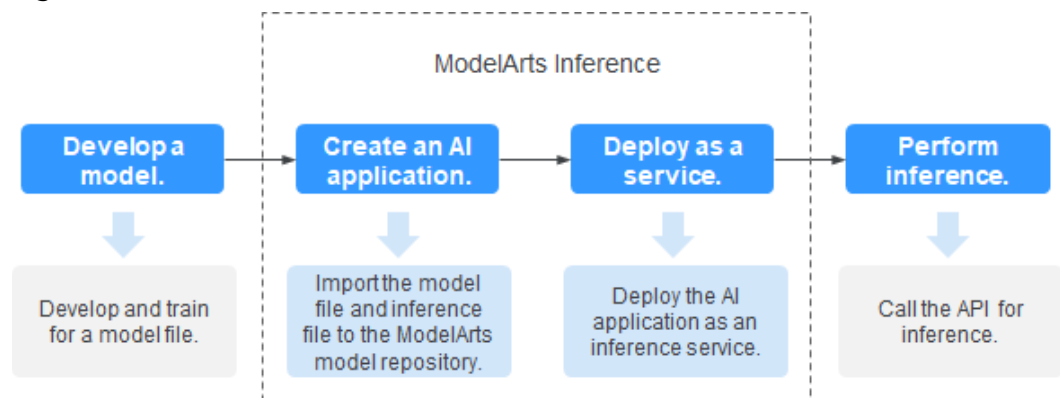 ModelArts Inference
Develop a
model.
Create an AI
application.
Deploy as a
service.
Perform
inference.
Develop and train
for a model file.
Import the model
file and inference
file to the ModelArts
model repository.
Deploy the AI
application as an
inference service.
Call the API for
inference.